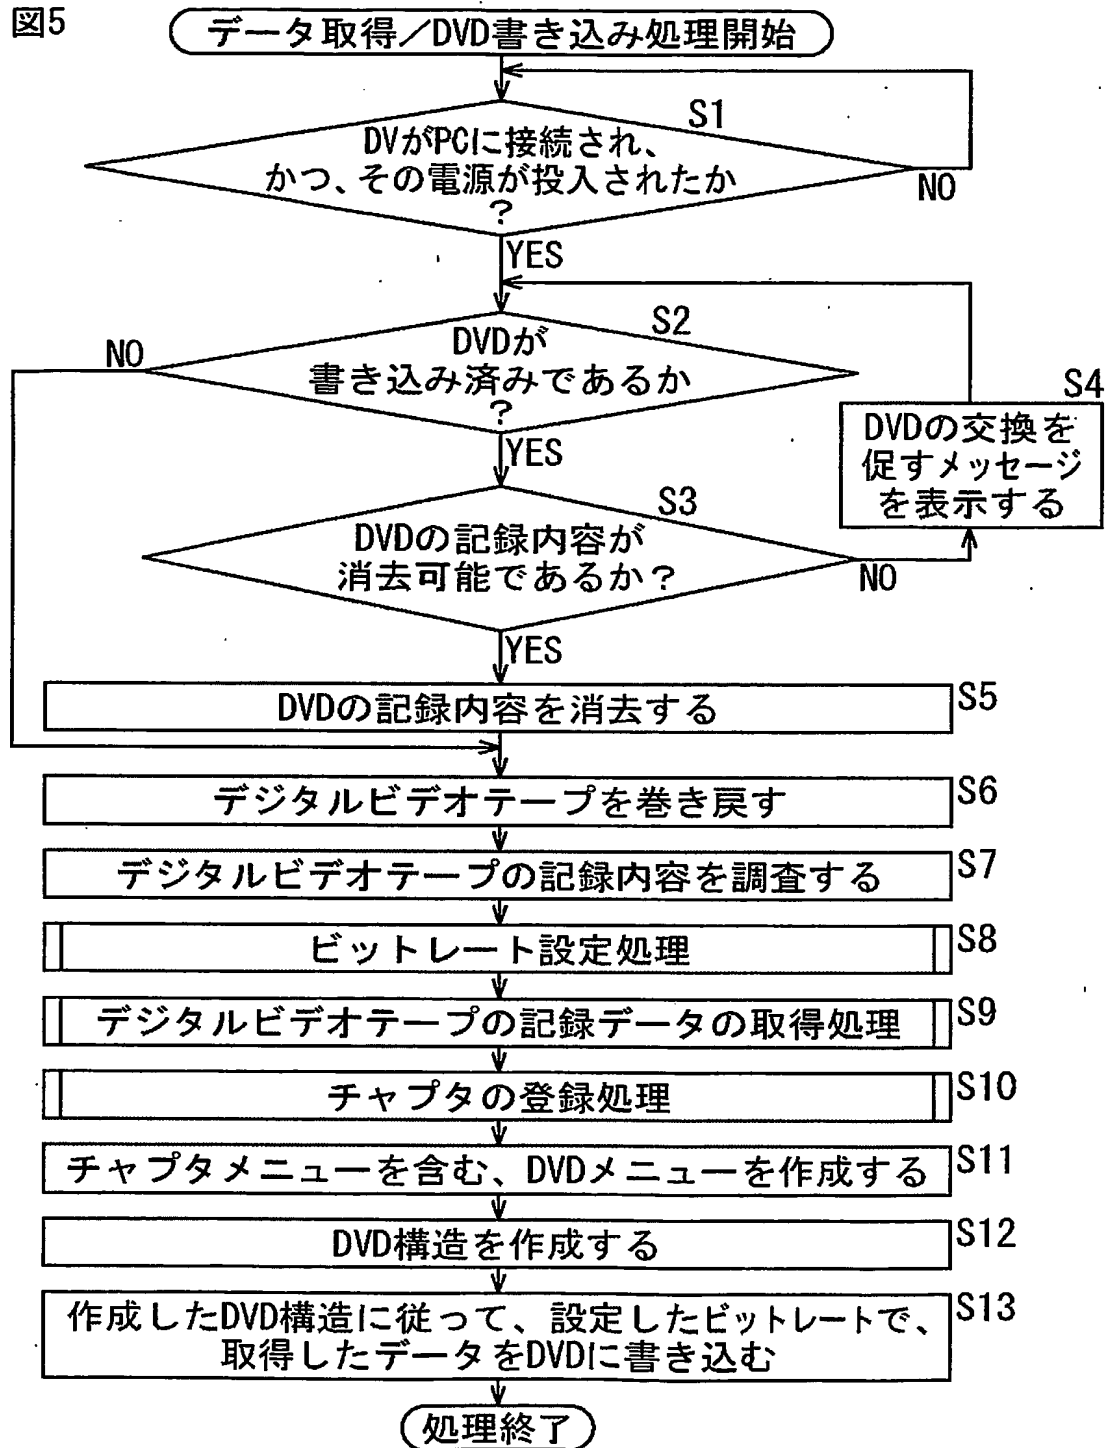 図5
データ取得／DVD書き込み処理開始
S1
DVがPCに接続され、
かつ、その電源が投入されたか
？
NO
YES
S2
DVDが
書き込み済みであるか
？
NO
YES
S4
DVDの交換を
促すメッセージ
を表示する
S3
DVDの記録内容が
消去可能であるか？
NO
YES
DVDの記録内容を消去する
S5
デジタルビデオテープを巻き戻す
S6
デジタルビデオテープの記録内容を調査する
S7
ビットレート設定処理
S8
デジタルビデオテープの記録データの取得処理
S9
チャプタの登録処理
S10
チャプタメニューを含む、DVDメニューを作成する
S11
DVD構造を作成する
S12
作成したDVD構造に従って、設定したビットレートで、
取得したデータをDVDに書き込む
S13
処理終了